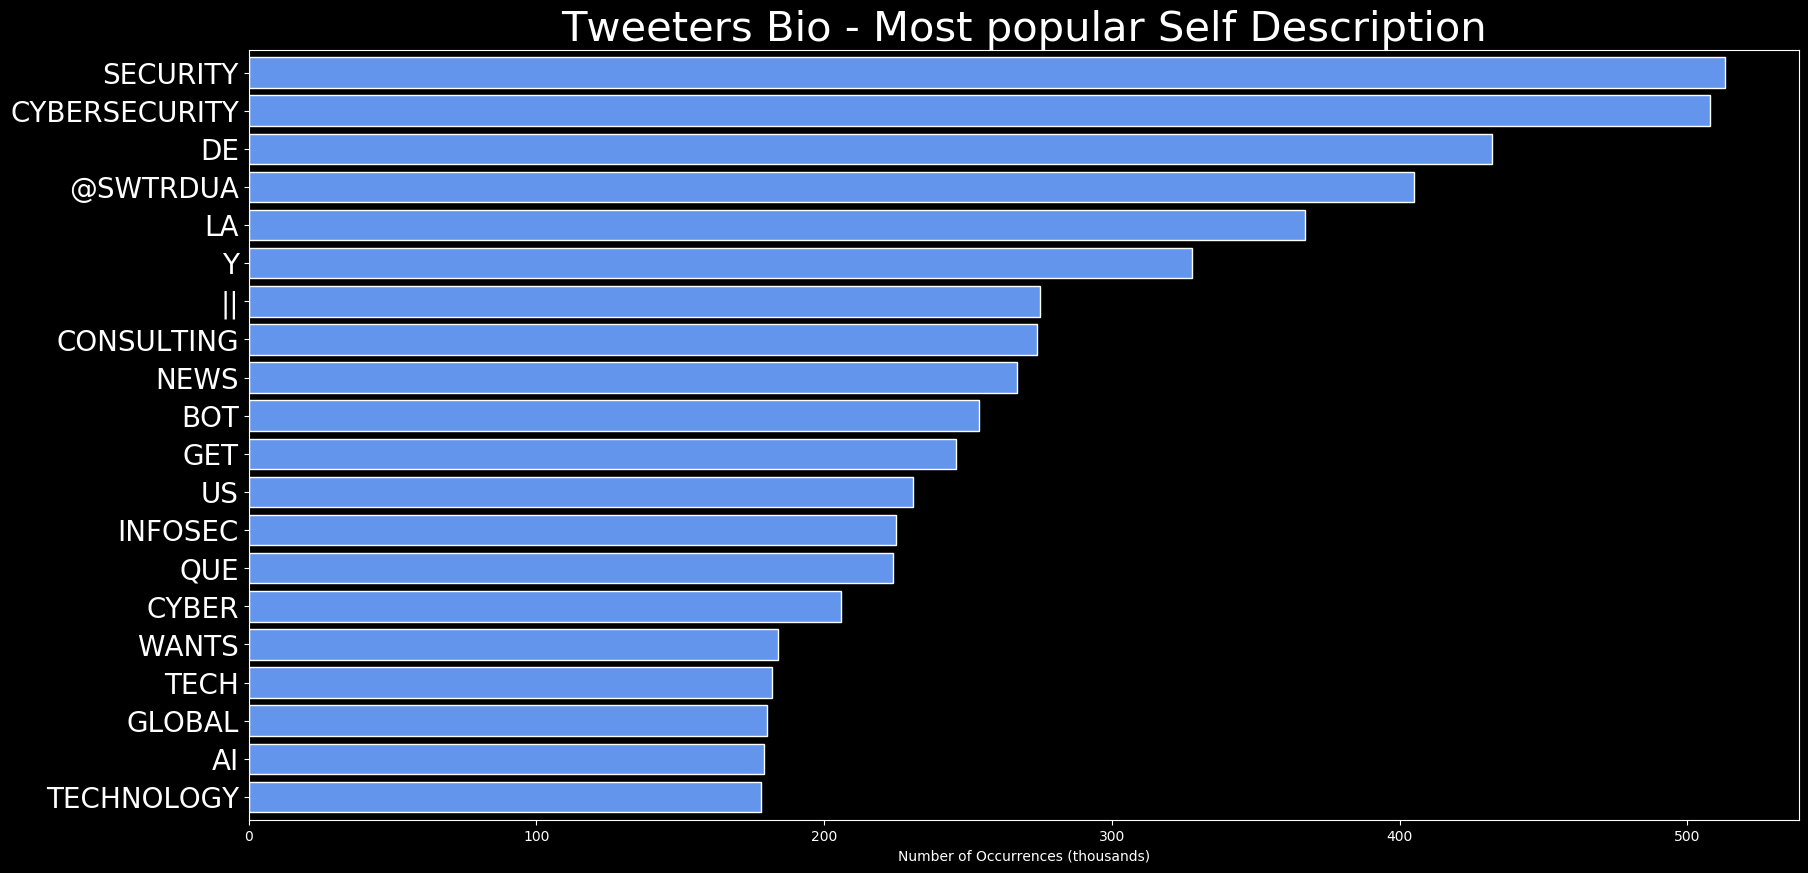 Tweeters Bio - Most popular Self Description
SECURITY
CYBERSECURITY
DE
@SWTRDUA
LA
Y
||
CONSULTING
NEWS
BOT
GET
US
INFOSEC
QUE
CYBER
WANTS
TECH
GLOBAL
AI
TECHNOLOGY
0 100 200 300 400 500
Number of Occurrences (thousands)